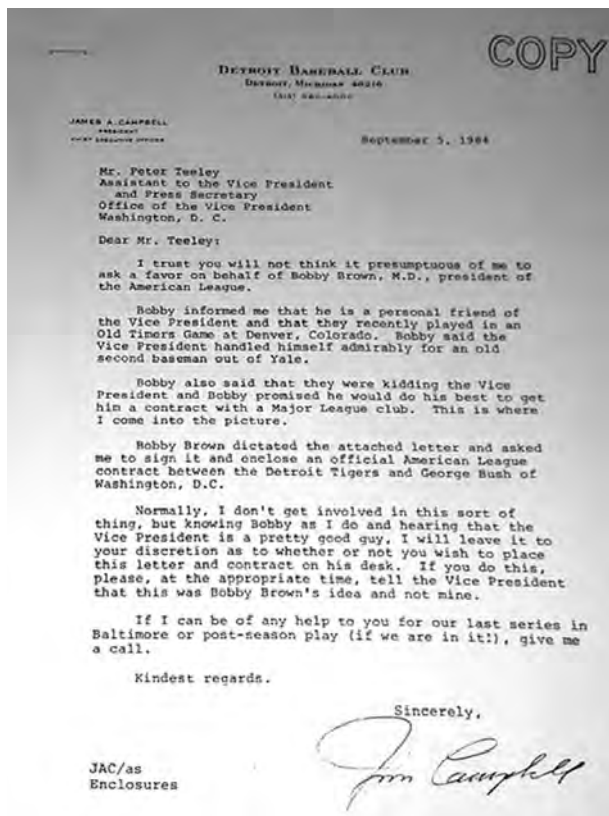 COPY
DETROIT BASEBALL CLUB
DETROIT, MICHIGAN 48216
JAMES A. CAMPBELL
PRESIDENT
CHIEF EXECUTIVE OFFICER
September 5, 1984
Mr. Peter Teeley
Assistant to the Vice President
and Press Secretary
Office of the Vice President
Washington, D. C.
Dear Mr. Teeley:
I trust you will not think it presumptuous of me to
ask a favor on behalf of Bobby Brown, M.D., president of
the American League.
Bobby informed me that he is a personal friend of
the Vice President and that they recently played in an
Old Timers Game at Denver, Colorado. Bobby said the
Vice President handled himself admirably for an old
second baseman out of Yale.
Bobby also said that they were kidding the Vice
President and Bobby promised he would do his best to get
him a contract with a Major League club. This is where
I come into the picture.
Bobby Brown dictated the attached letter and asked
me to sign it and enclose an official American League
contract between the Detroit Tigers and George Bush of
Washington, D.C.
Normally, I don't get involved in this sort of
thing, but knowing Bobby as I do and hearing that the
Vice President is a pretty good guy, I will leave it to
your discretion as to whether or not you wish to place
this letter and contract on his desk. If you do this,
please, at the appropriate time, tell the Vice President
that this was Bobby Brown's idea and not mine.
If I can be of any help to you for our last series in
Baltimore or post-season play (if we are in it!), give me
a call.
Kindest regards.
Sincerely,
Jim Campbell
JAC/as
Enclosures